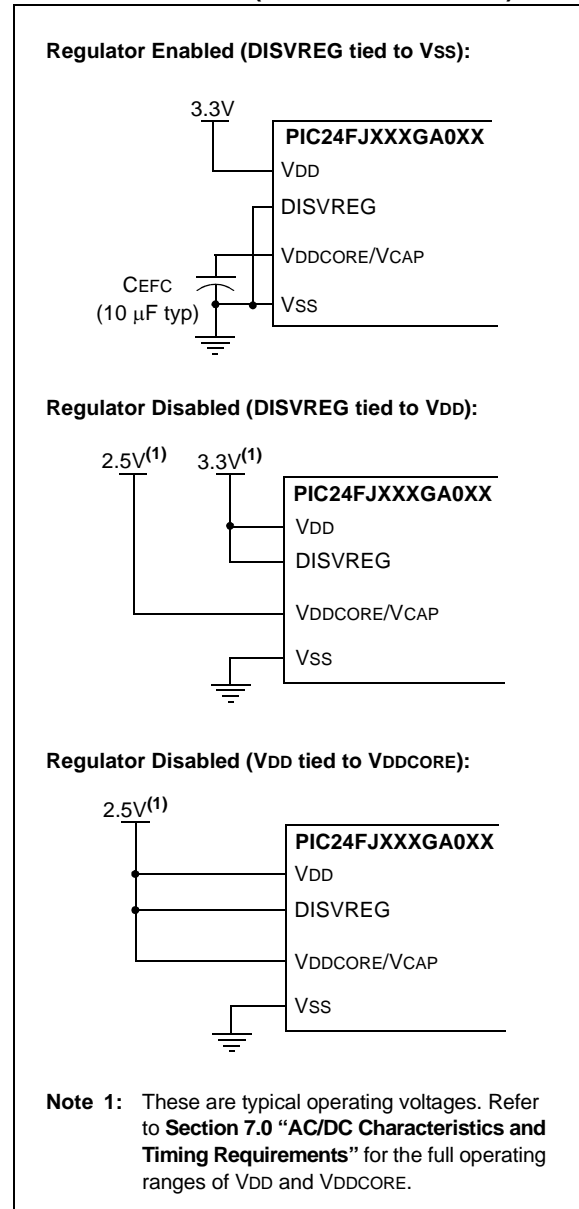 Regulator Enabled (DISVREG tied to VSS):
3.3V
PIC24FJXXXGA0XX
VDD
DISVREG
VDDCORE/VCAP
CEFC
(10 μF typ)
VSS
Regulator Disabled (DISVREG tied to VDD):
2.5V(1) 3.3V(1)
PIC24FJXXXGA0XX
VDD
DISVREG
VDDCORE/VCAP
VSS
Regulator Disabled (VDD tied to VDDCORE):
2.5V(1)
PIC24FJXXXGA0XX
VDD
DISVREG
VDDCORE/VCAP
VSS
Note 1: These are typical operating voltages. Refer
to Section 7.0 “AC/DC Characteristics and
Timing Requirements” for the full operating
ranges of VDD and VDDCORE.